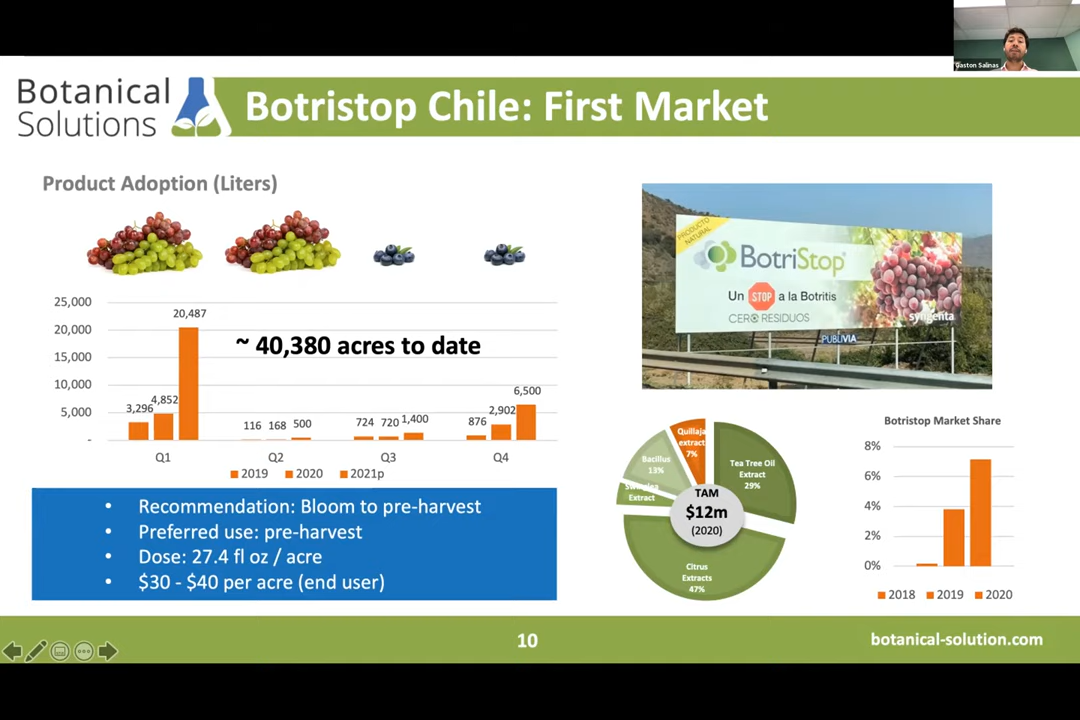 Gaston Salinas
Botanical
Solutions
Botristop Chile: First Market
Product Adoption (Liters)
25,000
20,000
15,000
10,000
5,000
-
3,296
4,852
20,487
116
168
500
724
720
1,400
876
2,902
6,500
~ 40,380 acres to date
Q1
Q2
Q3
Q4
2019
2020
2021p
• Recommendation: Bloom to pre-harvest
• Preferred use: pre-harvest
• Dose: 27.4 fl oz / acre
• $30 - $40 per acre (end user)
PRODUCTO
NATURAL
BotriStop
Un STOP a la Botritis
CERO RESIDUOS
syngenta
PUBLIVIA
Quillaja
extract
7%
Bacillus
13%
Extract
Tea Tree Oil
Extract
29%
TAM
$12m
(2020)
Citrus
Extracts
47%
Botristop Market Share
8%
6%
4%
2%
0%
2018
2019
2020
10
botanical-solution.com